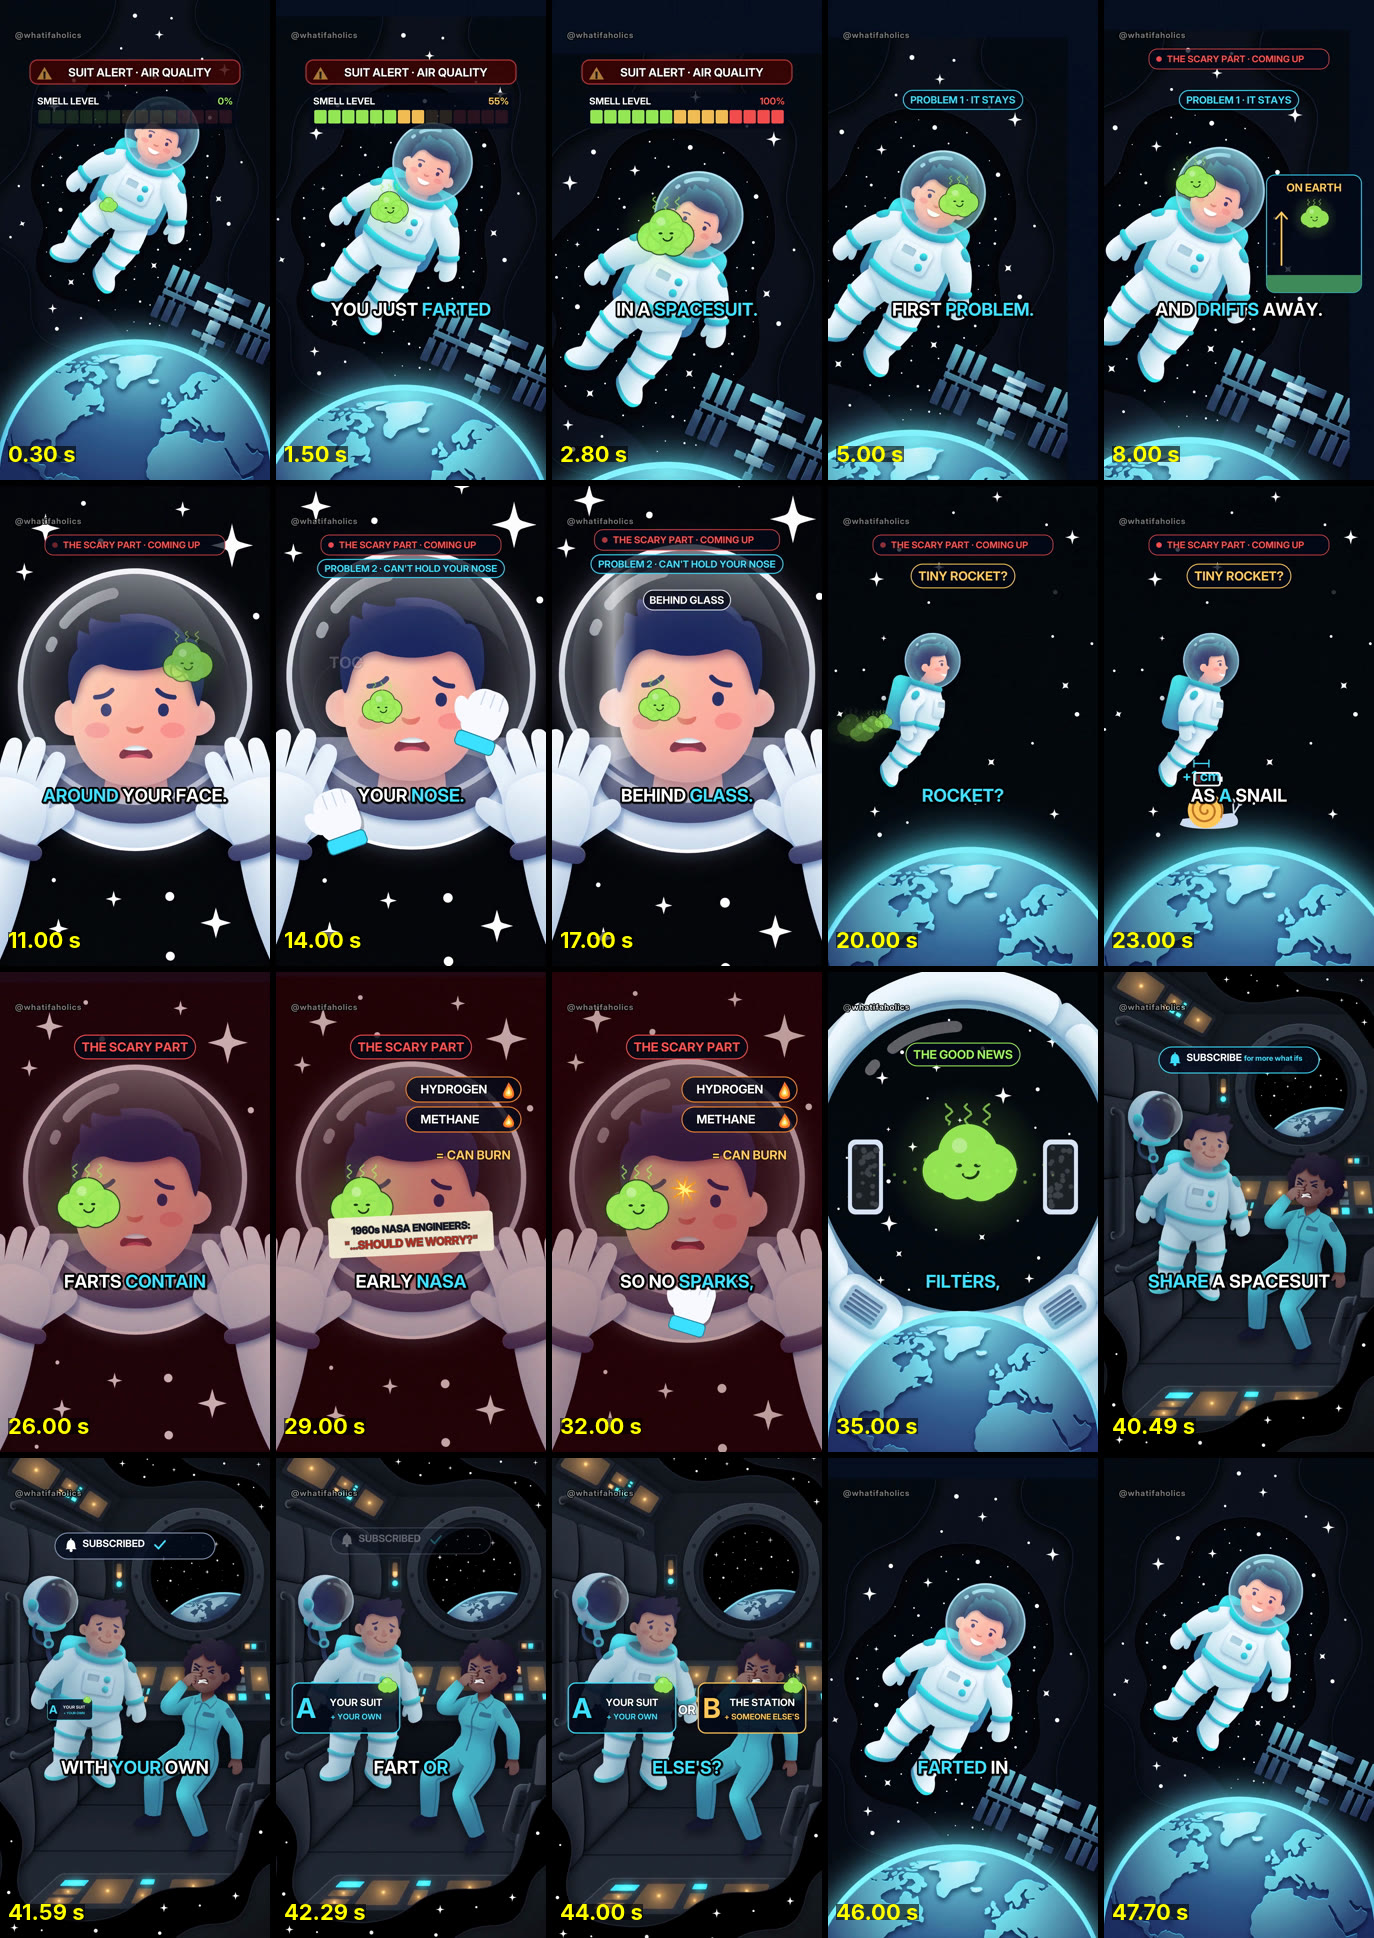 @whatifaholics
SUIT ALERT · AIR QUALITY
SMELL LEVEL 0%
0.30 s
@whatifaholics
SUIT ALERT · AIR QUALITY
SMELL LEVEL 55%
YOU JUST FARTED
1.50 s
@whatifaholics
SUIT ALERT · AIR QUALITY
SMELL LEVEL 100%
IN A SPACESUIT.
2.80 s
@whatifaholics
PROBLEM 1 · IT STAYS
FIRST PROBLEM.
5.00 s
@whatifaholics
THE SCARY PART · COMING UP
PROBLEM 1 · IT STAYS
ON EARTH
AND DRIFTS AWAY.
8.00 s
@whatifaholics
THE SCARY PART · COMING UP
AROUND YOUR FACE.
11.00 s
@whatifaholics
THE SCARY PART · COMING UP
PROBLEM 2 · CAN'T HOLD YOUR NOSE
YOUR NOSE.
14.00 s
@whatifaholics
THE SCARY PART · COMING UP
PROBLEM 2 · CAN'T HOLD YOUR NOSE
BEHIND GLASS
BEHIND GLASS.
17.00 s
@whatifaholics
THE SCARY PART · COMING UP
TINY ROCKET?
ROCKET?
20.00 s
@whatifaholics
THE SCARY PART · COMING UP
TINY ROCKET?
+1 cm
AS A SNAIL
23.00 s
@whatifaholics
THE SCARY PART
FARTS CONTAIN
26.00 s
@whatifaholics
THE SCARY PART
HYDROGEN
METHANE
= CAN BURN
1960s NASA ENGINEERS:
"...SHOULD WE WORRY?"
EARLY NASA
29.00 s
@whatifaholics
THE SCARY PART
HYDROGEN
METHANE
= CAN BURN
SO NO SPARKS,
32.00 s
@whatifaholics
THE GOOD NEWS
FILTERS,
35.00 s
@whatifaholics
SUBSCRIBE for more what ifs
SHARE A SPACESUIT
40.49 s
@whatifaholics
SUBSCRIBED
A YOUR SUIT
+ YOUR OWN
WITH YOUR OWN
41.59 s
@whatifaholics
SUBSCRIBED
A YOUR SUIT
+ YOUR OWN
FART OR
42.29 s
@whatifaholics
A YOUR SUIT
+ YOUR OWN
OR
B THE STATION
+ SOMEONE ELSE'S
ELSE'S?
44.00 s
@whatifaholics
FARTED IN
46.00 s
@whatifaholics
47.70 s